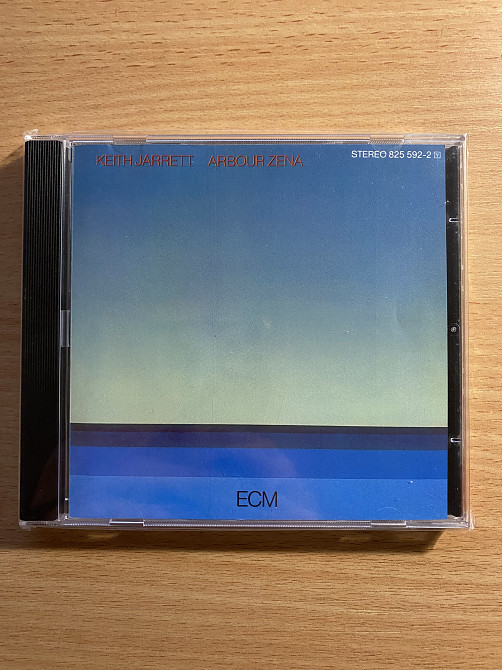 KEITH JARRETT ARBOUR ZENA STEREO 825 592-2 Y
ECM